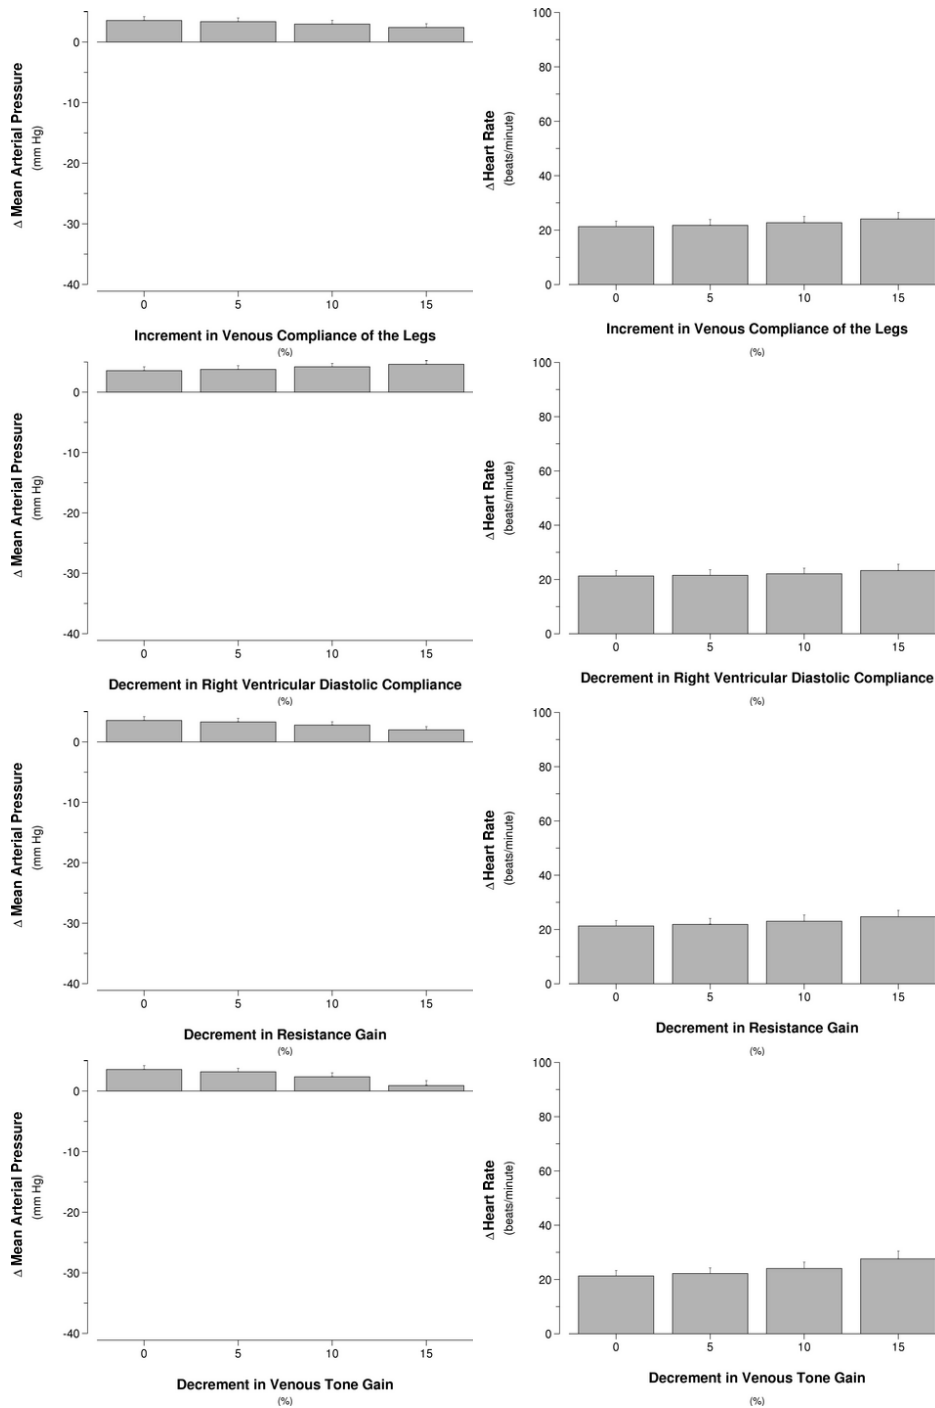 Δ Mean Arterial Pressure
(mm Hg)
0
-10
-20
-30
-40
0 5 10 15
Increment in Venous Compliance of the Legs
(%)
Δ Heart Rate
(beats/minute)
100
80
60
40
20
0
0 5 10 15
Increment in Venous Compliance of the Legs
(%)
Δ Mean Arterial Pressure
(mm Hg)
0
-10
-20
-30
-40
0 5 10 15
Decrement in Right Ventricular Diastolic Compliance
(%)
Δ Heart Rate
(beats/minute)
100
80
60
40
20
0
0 5 10 15
Decrement in Right Ventricular Diastolic Compliance
(%)
Δ Mean Arterial Pressure
(mm Hg)
0
-10
-20
-30
-40
0 5 10 15
Decrement in Resistance Gain
(%)
Δ Heart Rate
(beats/minute)
100
80
60
40
20
0
0 5 10 15
Decrement in Resistance Gain
(%)
Δ Mean Arterial Pressure
(mm Hg)
0
-10
-20
-30
-40
0 5 10 15
Decrement in Venous Tone Gain
(%)
Δ Heart Rate
(beats/minute)
100
80
60
40
20
0
0 5 10 15
Decrement in Venous Tone Gain
(%)